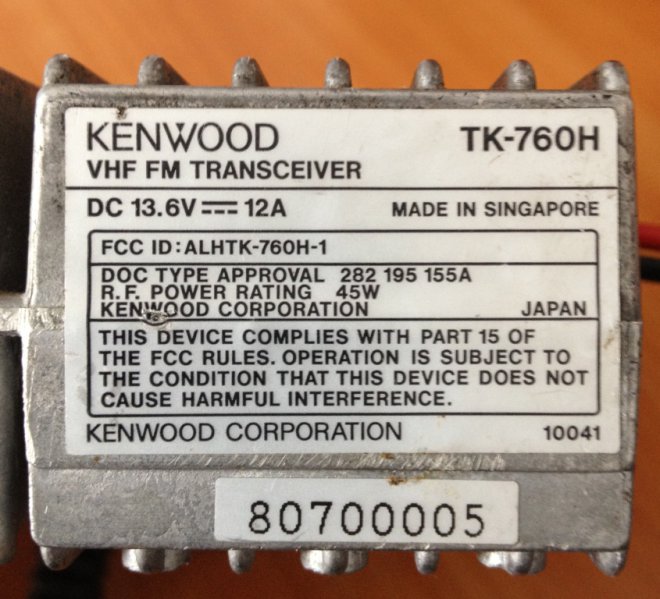 KENWOOD TK-760H
VHF FM TRANSCEIVER
DC 13.6V ⎓ 12A MADE IN SINGAPORE
FCC ID: ALHTK-760H-1
DOC TYPE APPROVAL 282 195 155A
R.F. POWER RATING 45W
KENWOOD CORPORATION JAPAN
THIS DEVICE COMPLIES WITH PART 15 OF
THE FCC RULES. OPERATION IS SUBJECT TO
THE CONDITION THAT THIS DEVICE DOES NOT
CAUSE HARMFUL INTERFERENCE.
KENWOOD CORPORATION 10041
80700005